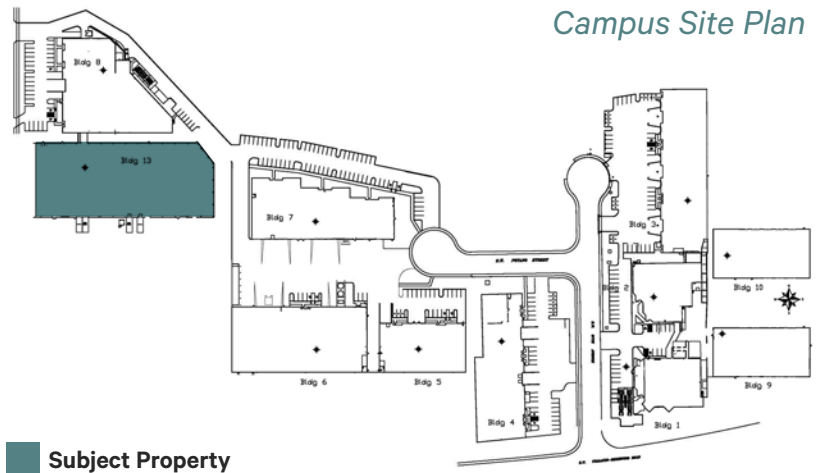 Campus Site Plan
Bldg 8
Bldg 13
Bldg 7
Bldg 3
Bldg 10
Bldg 2
Bldg 6
Bldg 5
Bldg 9
Bldg 4
Bldg 1
Subject Property